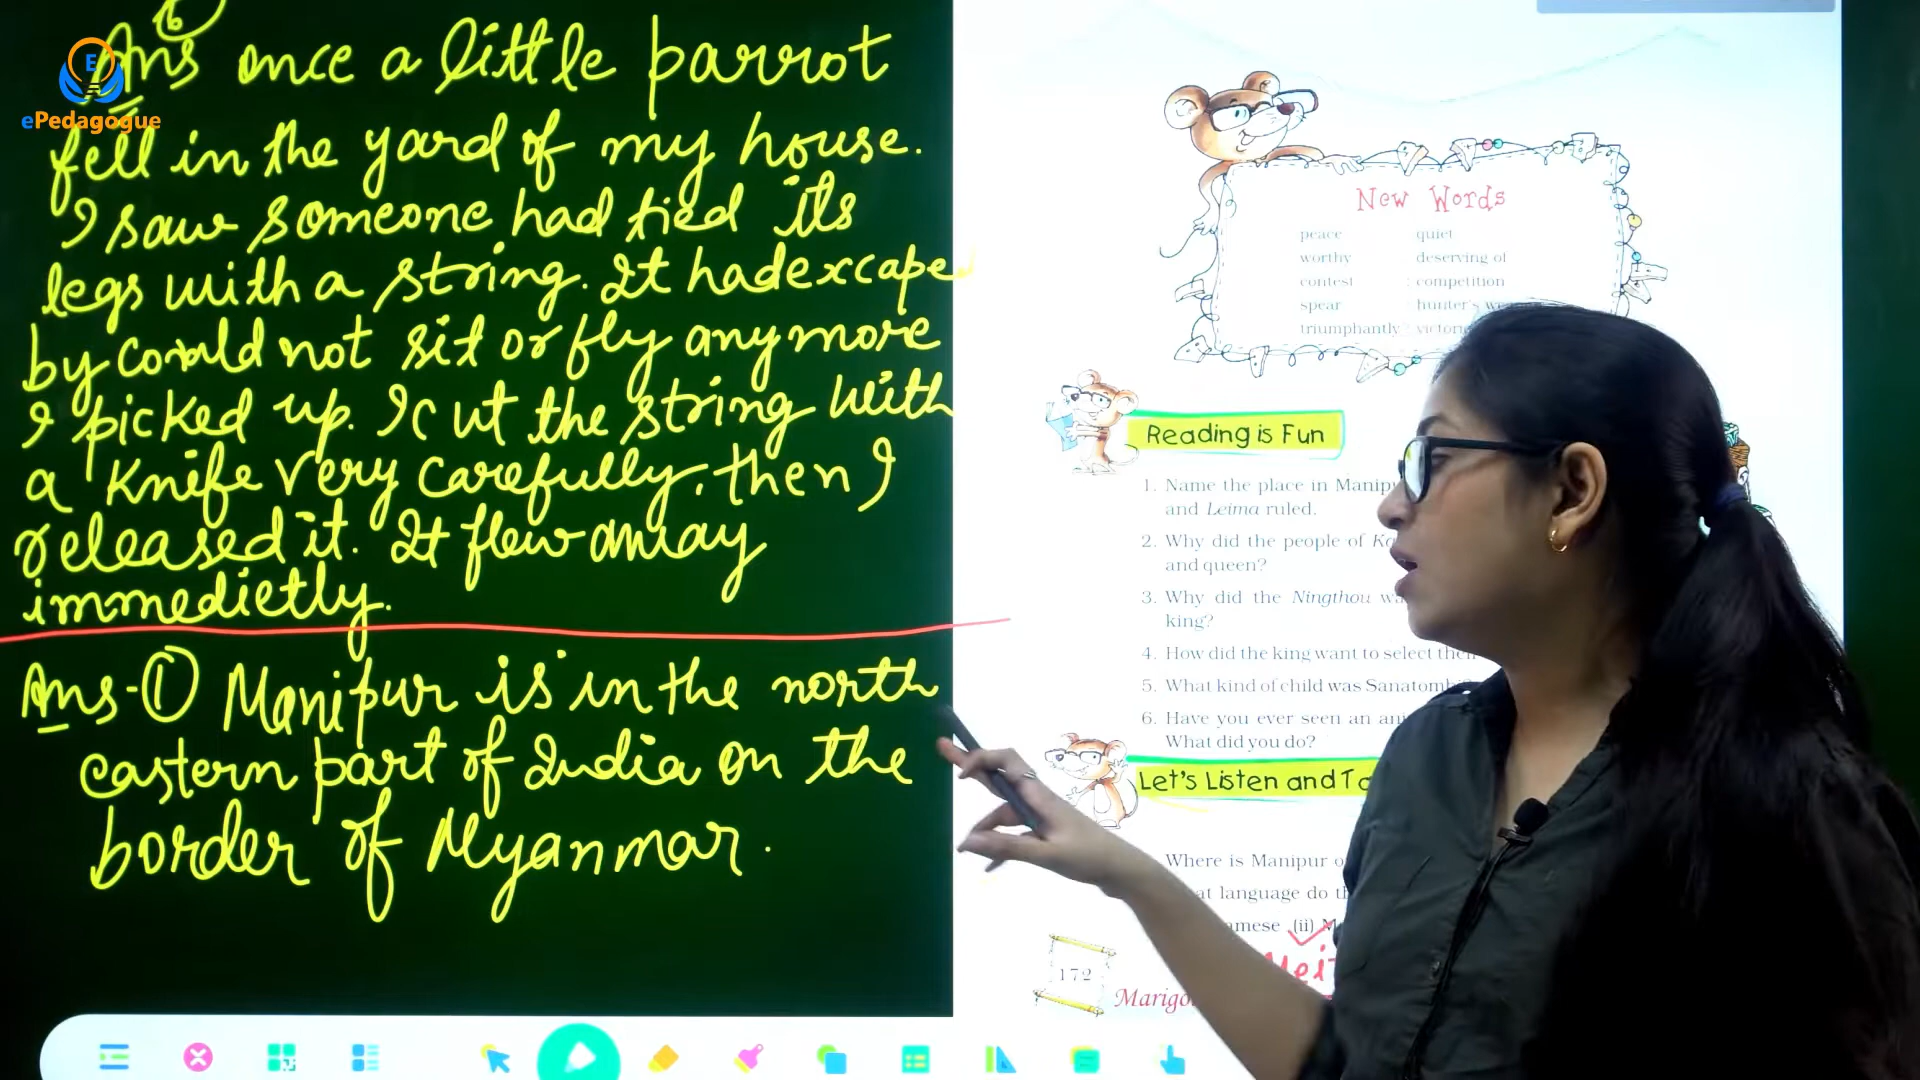 6
Ans once a little parrot
E
ePedagogue
fell in the yard of my house.
I saw someone had tied its
legs with a string. It had excaped
by could not sit or fly anymore
I picked up. I cut the string with
a knife very carefully. then I
released it. It flew away
immedietly.
Ans-1 Manipur is in the north
eastern part of India on the
border of Myanmar.
New Words
peace : quiet
worthy : deserving of
contest : competition
spear : hunter's
triumphantly :
Reading is Fun
1. Name the place in
and Leima ruled.
2. Why did the people of
and queen?
3. Why did the Ningthou
king?
4. How did the king want to select
5. What kind of child was
6. Have you ever seen an
What did you do?
Let's Listen and
Where is Manipur
language do
(ii)
172